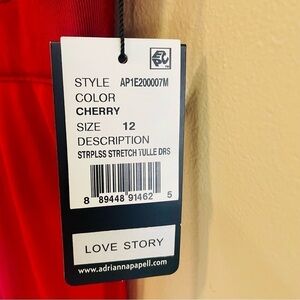 STYLE AP1E200007M
COLOR
CHERRY
SIZE 12
DESCRIPTION
STRPLSS STRETCH TULLE DRS
8 89448 91462 5
LOVE STORY
www.adriannapapell.com